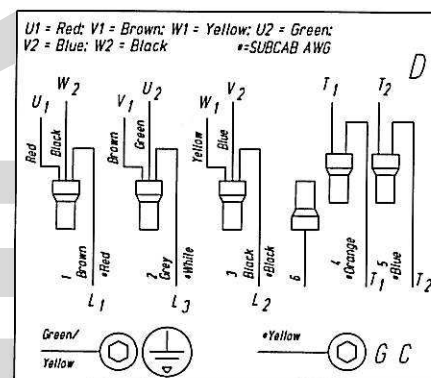 U1 = Red; V1 = Brown; W1 = Yellow; U2 = Green;
V2 = Blue; W2 = Black *=SUBCAB AWG
D
U1 W2 V1 U2 W1 V2 T1 T2
Red Black Brown Green Yellow Blue
1 Brown *Red 2 Grey *White 3 Black *Black 6 4 *Orange 5 *Blue
L1 L3 L2 T1 T2
Green/
Yellow
*Yellow
G C